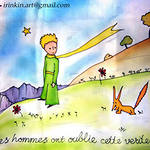 irinkin.art@gmail.com
es hommes ont oublié cette vérité